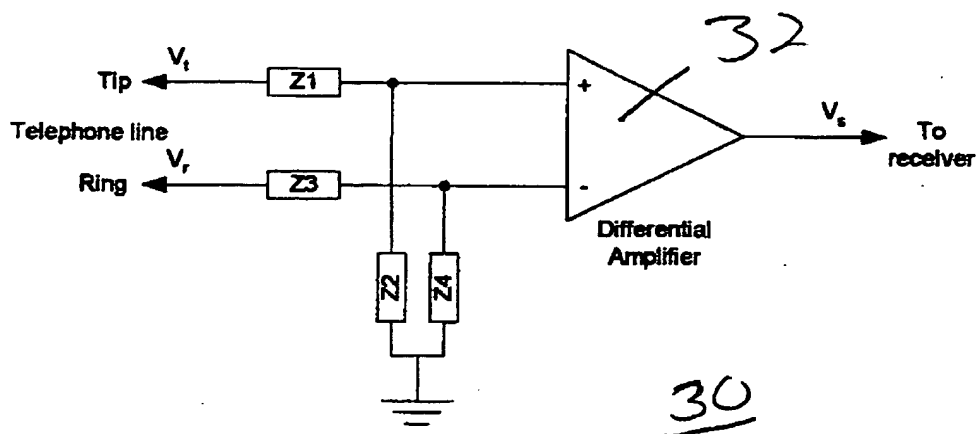 32
Vt
Tip
Z1
+
Telephone line
Vs
To
receiver
Vr
Ring
Z3
-
Differential
Amplifier
Z2
Z4
30